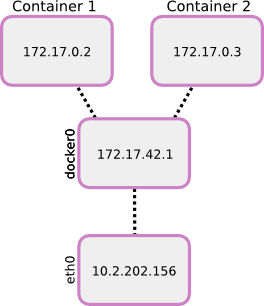 Container 1
Container 2
172.17.0.2
172.17.0.3
docker0
172.17.42.1
eth0
10.2.202.156